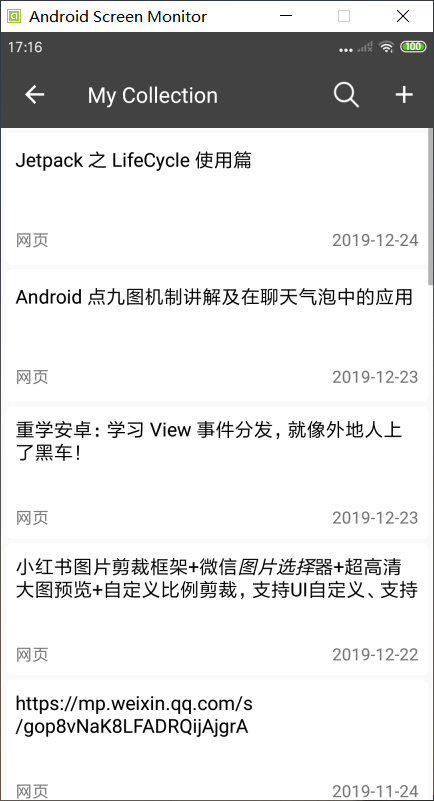 Android Screen Monitor
17:16
100
My Collection
Jetpack 之 LifeCycle 使用篇
网页
2019-12-24
Android 点九图机制讲解及在聊天气泡中的应用
网页
2019-12-23
重学安卓：学习 View 事件分发，就像外地人上
了黑车！
网页
2019-12-23
小红书图片剪裁框架+微信图片选择器+超高清
大图预览+自定义比例剪裁，支持UI自定义、支持
网页
2019-12-22
https://mp.weixin.qq.com/s
/gop8vNaK8LFADRQijAjgrA
网页
2019-11-24